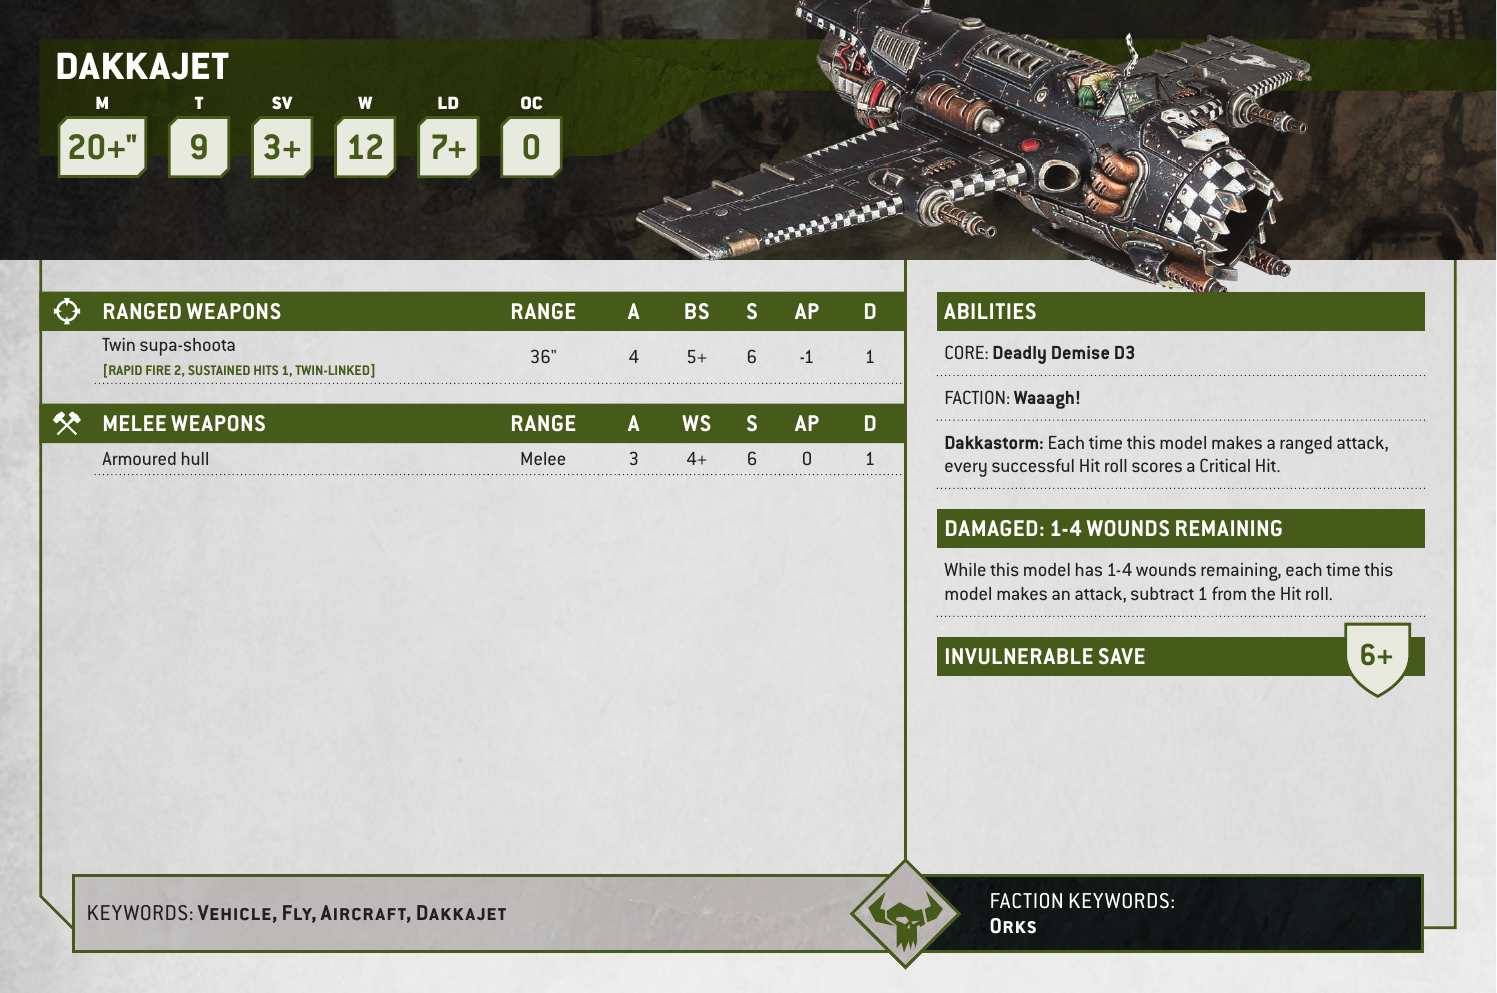 DAKKAJET
M T SV W LD OC
20+" 9 3+ 12 7+ 0
RANGED WEAPONS RANGE A BS S AP D
Twin supa-shoota
[RAPID FIRE 2, SUSTAINED HITS 1, TWIN-LINKED]
36" 4 5+ 6 -1 1
MELEE WEAPONS RANGE A WS S AP D
Armoured hull Melee 3 4+ 6 0 1
ABILITIES
CORE: Deadly Demise D3
FACTION: Waaagh!
Dakkastorm: Each time this model makes a ranged attack,
every successful Hit roll scores a Critical Hit.
DAMAGED: 1-4 WOUNDS REMAINING
While this model has 1-4 wounds remaining, each time this
model makes an attack, subtract 1 from the Hit roll.
INVULNERABLE SAVE 6+
KEYWORDS: VEHICLE, FLY, AIRCRAFT, DAKKAJET
FACTION KEYWORDS:
ORKS